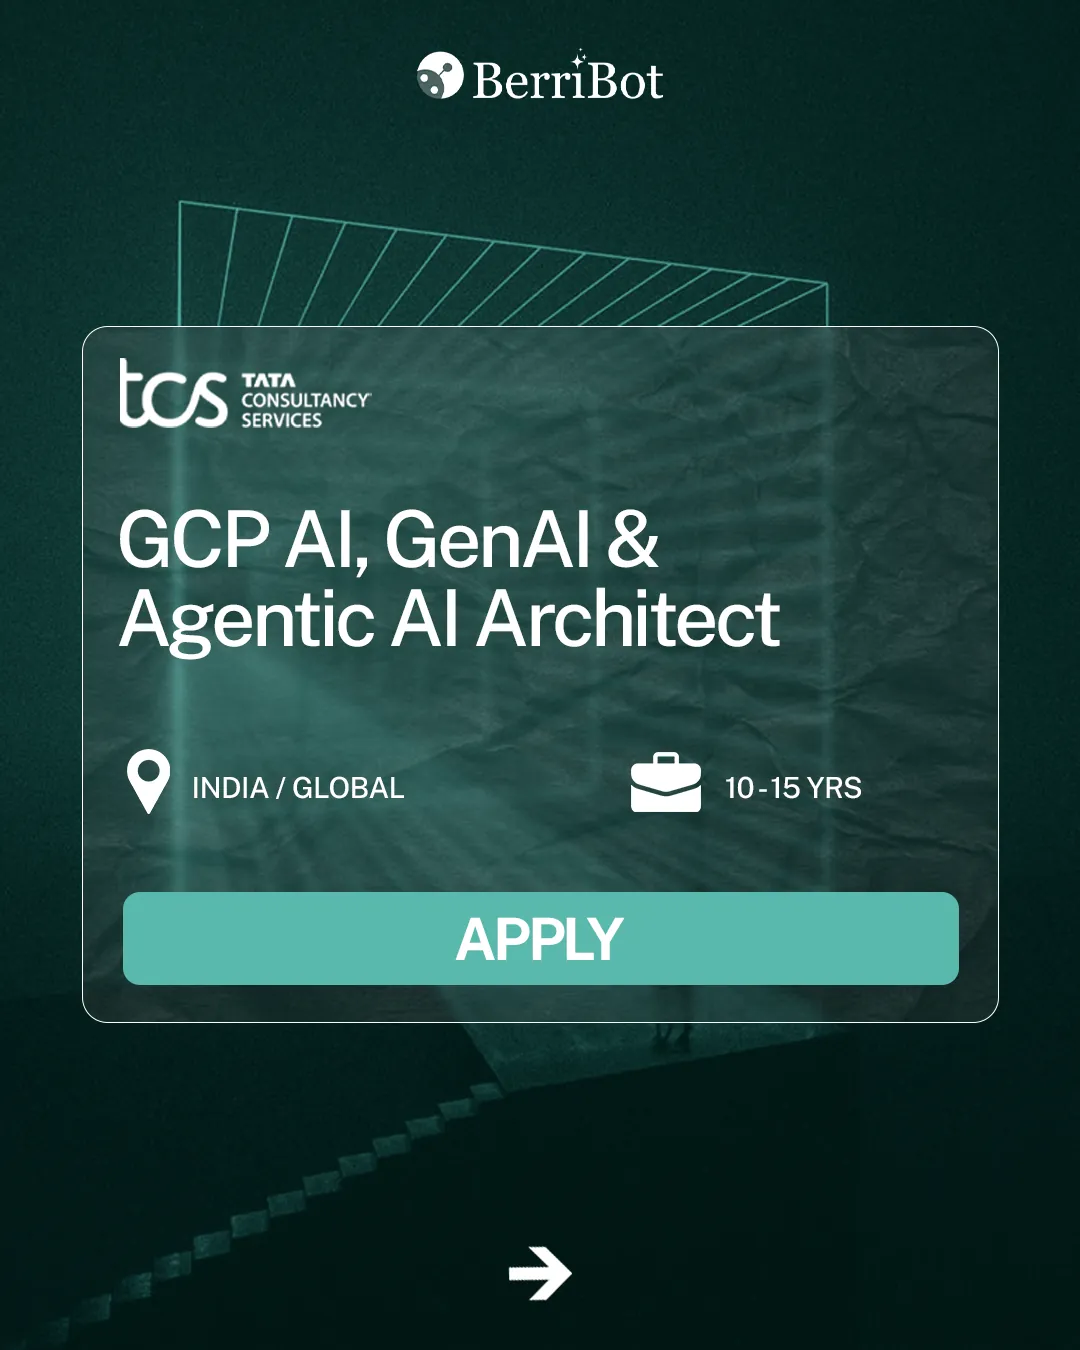 BerriBot
tcs TATA
CONSULTANCY
SERVICES
GCP AI, GenAI &
Agentic AI Architect
INDIA / GLOBAL
10-15 YRS
APPLY